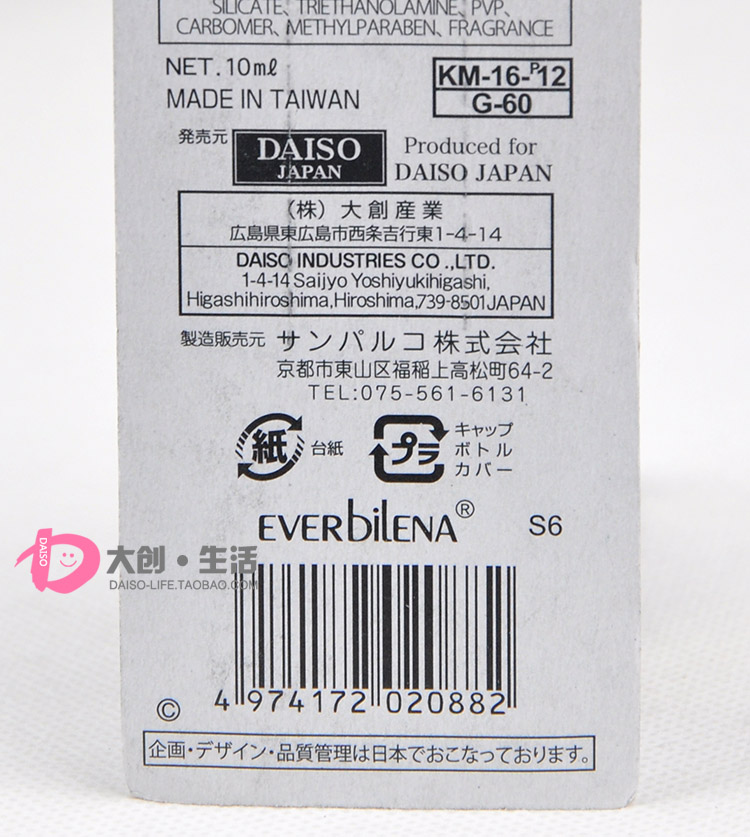 SILICATE, TRIETHANOLAMINE, PVP,
CARBOMER, METHYLPARABEN, FRAGRANCE
NET.10mℓ
MADE IN TAIWAN
KM-16-P12
G-60
発売元
DAISO
JAPAN
Produced for
DAISO JAPAN
(株)大創産業
広島県東広島市西条吉行東1-4-14
DAISO INDUSTRIES CO.,LTD.
1-4-14 Saijyo Yoshiyukihigashi,
Higashihiroshima,Hiroshima,739-8501JAPAN
製造販売元 サンパルコ株式会社
京都市東山区福稲上高松町64-2
TEL:075-561-6131
紙 台紙
プラ
キャップ
ボトル
カバー
EVERbiLENA® S6
DAISO
大创·生活
DAISO-LIFE.TAOBAO.COM
© 4 974172 020882
企画・デザイン・品質管理は日本でおこなっております。